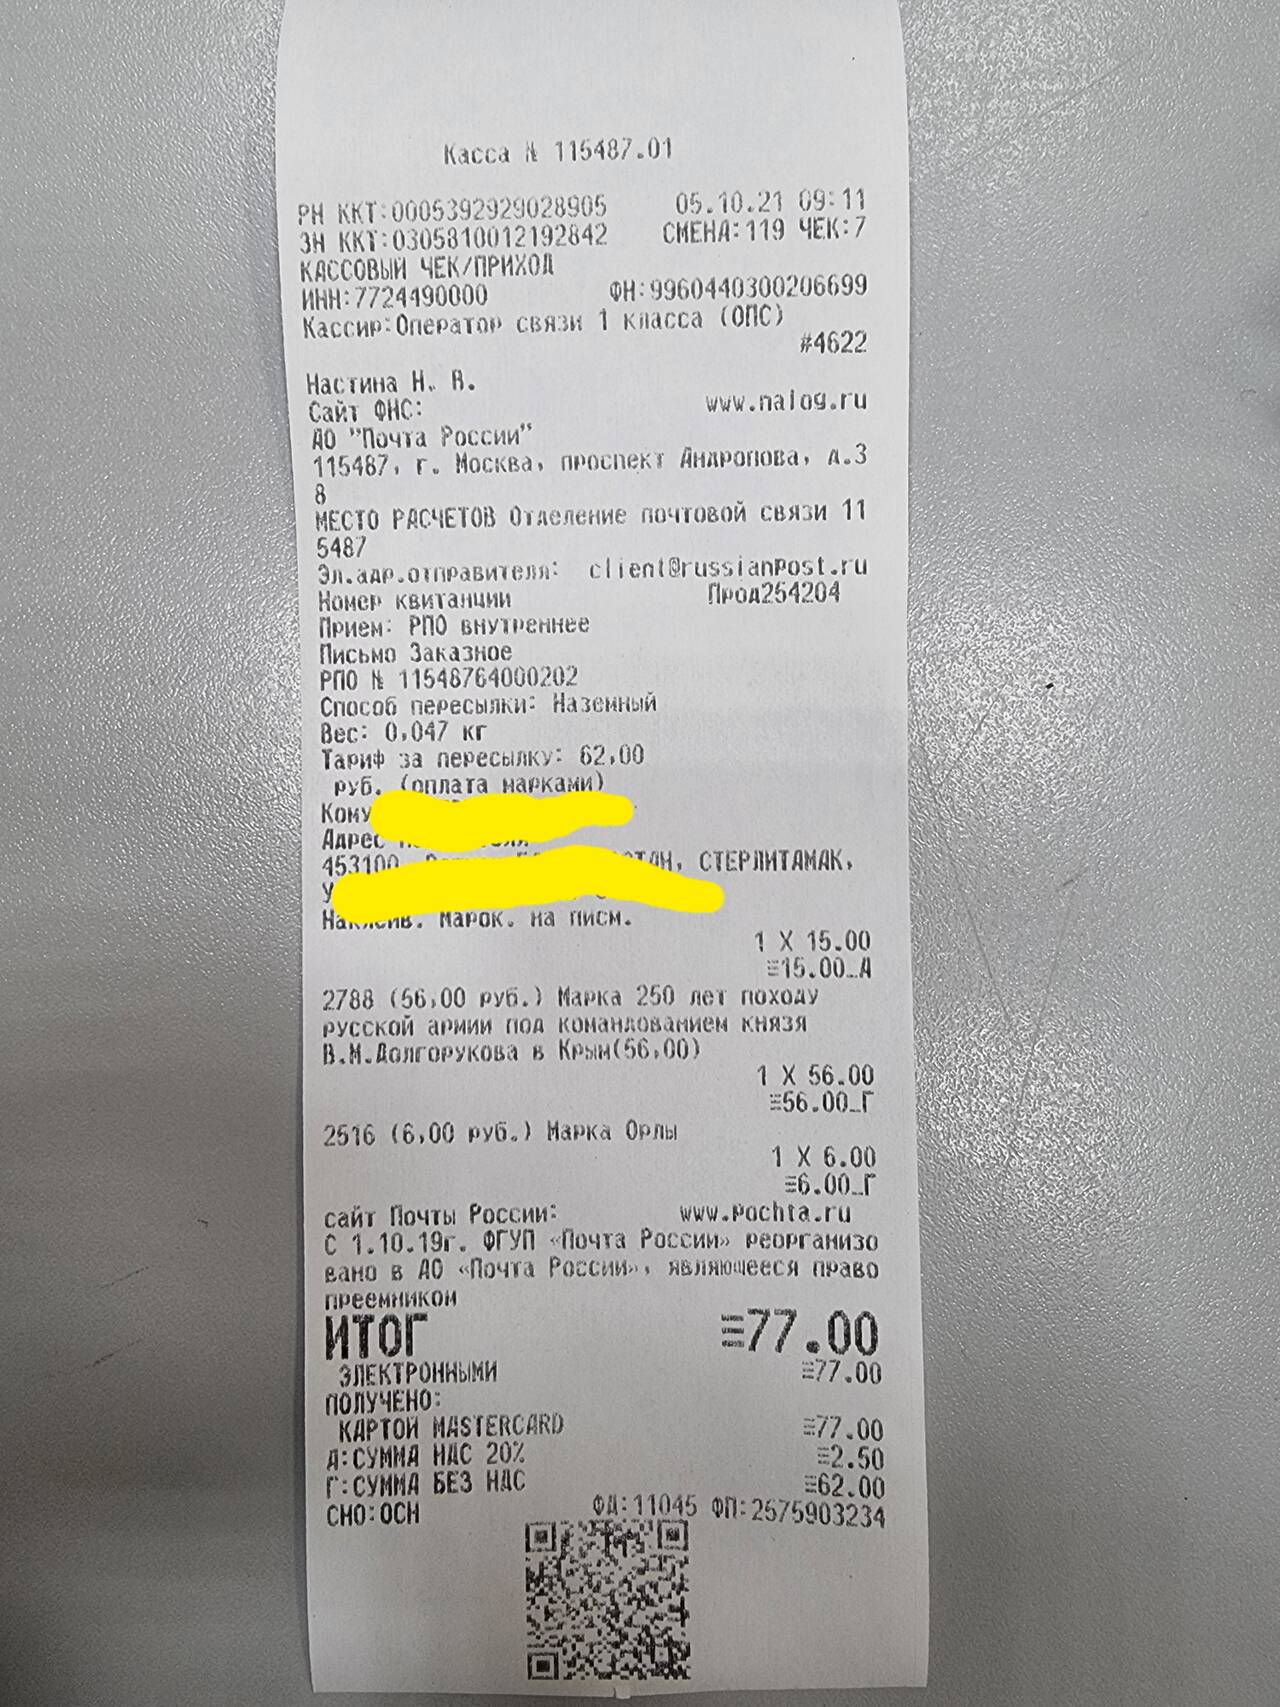 Касса № 115487.01
РН ККТ:0005392929028905 05.10.21 09:11
ЗН ККТ:0305810012192842 СМЕНА:119 ЧЕК:7
КАССОВЫЙ ЧЕК/ПРИХОД
ИНН:7724490000 ФН:9960440300206699
Кассир:Оператор связи 1 класса (ОПС)
#4622
Настина Н. В.
Сайт ФНС: www.nalog.ru
АО "Почта России"
115487, г. Москва, проспект Андропова, д.3
8
МЕСТО РАСЧЕТОВ Отделение почтовой связи 11
5487
Эл.адр.отправителя: client@russianpost.ru
Номер квитанции Прод254204
Прием: РПО внутреннее
Письмо Заказное
РПО № 11548764000202
Способ пересылки: Наземный
Вес: 0,047 кг
Тариф за пересылку: 62,00
руб. (оплата марками)
Кому
Адрес
453100, СТЕРЛИТАМАК,
Наклеив. марок. на писм.
1 X 15.00
≡15.00_А
2788 (56,00 руб.) Марка 250 лет походу
русской армии под командованием князя
В.М.Долгорукова в Крым(56,00)
1 X 56.00
≡56.00_Г
2516 (6,00 руб.) Марка Орлы
1 X 6.00
≡6.00_Г
сайт Почты России: www.pochta.ru
С 1.10.19г. ФГУП «Почта России» реорганизо
вано в АО «Почта России», являющееся право
преемником
ИТОГ ≡77.00
ЭЛЕКТРОННЫМИ ≡77.00
ПОЛУЧЕНО:
КАРТОЙ MASTERCARD ≡77.00
А:СУММА НДС 20% ≡2.50
Г:СУММА БЕЗ НДС ≡62.00
СНО:ОСН ФД:11045 ФП:2575903234